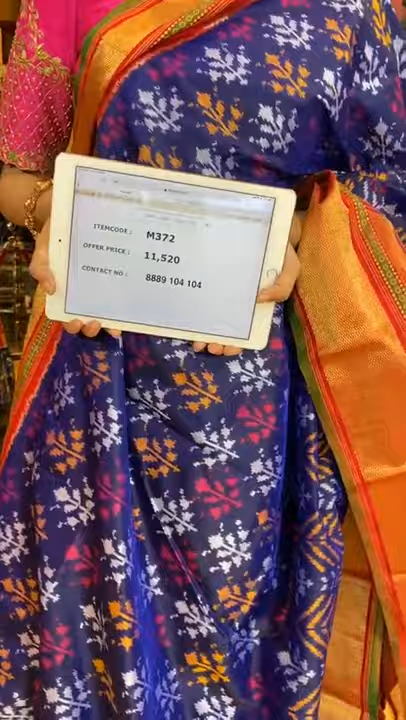 ITEMCODE : M372
OFFER PRICE : 11,520
CONTACT NO : 8889 104 104